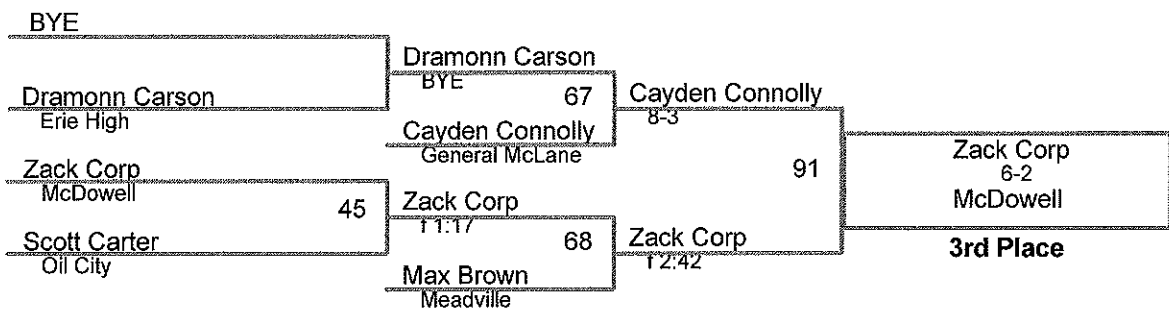 BYE
Dramonn Carson
BYE
67
Dramonn Carson
Erie High
Cayden Connolly
8-3
Cayden Connolly
General McLane
Zack Corp
McDowell
91
Zack Corp
6-2
McDowell
45
Zack Corp
f 1:17
68
Scott Carter
Oil City
Zack Corp
f 2:42
3rd Place
Max Brown
Meadville